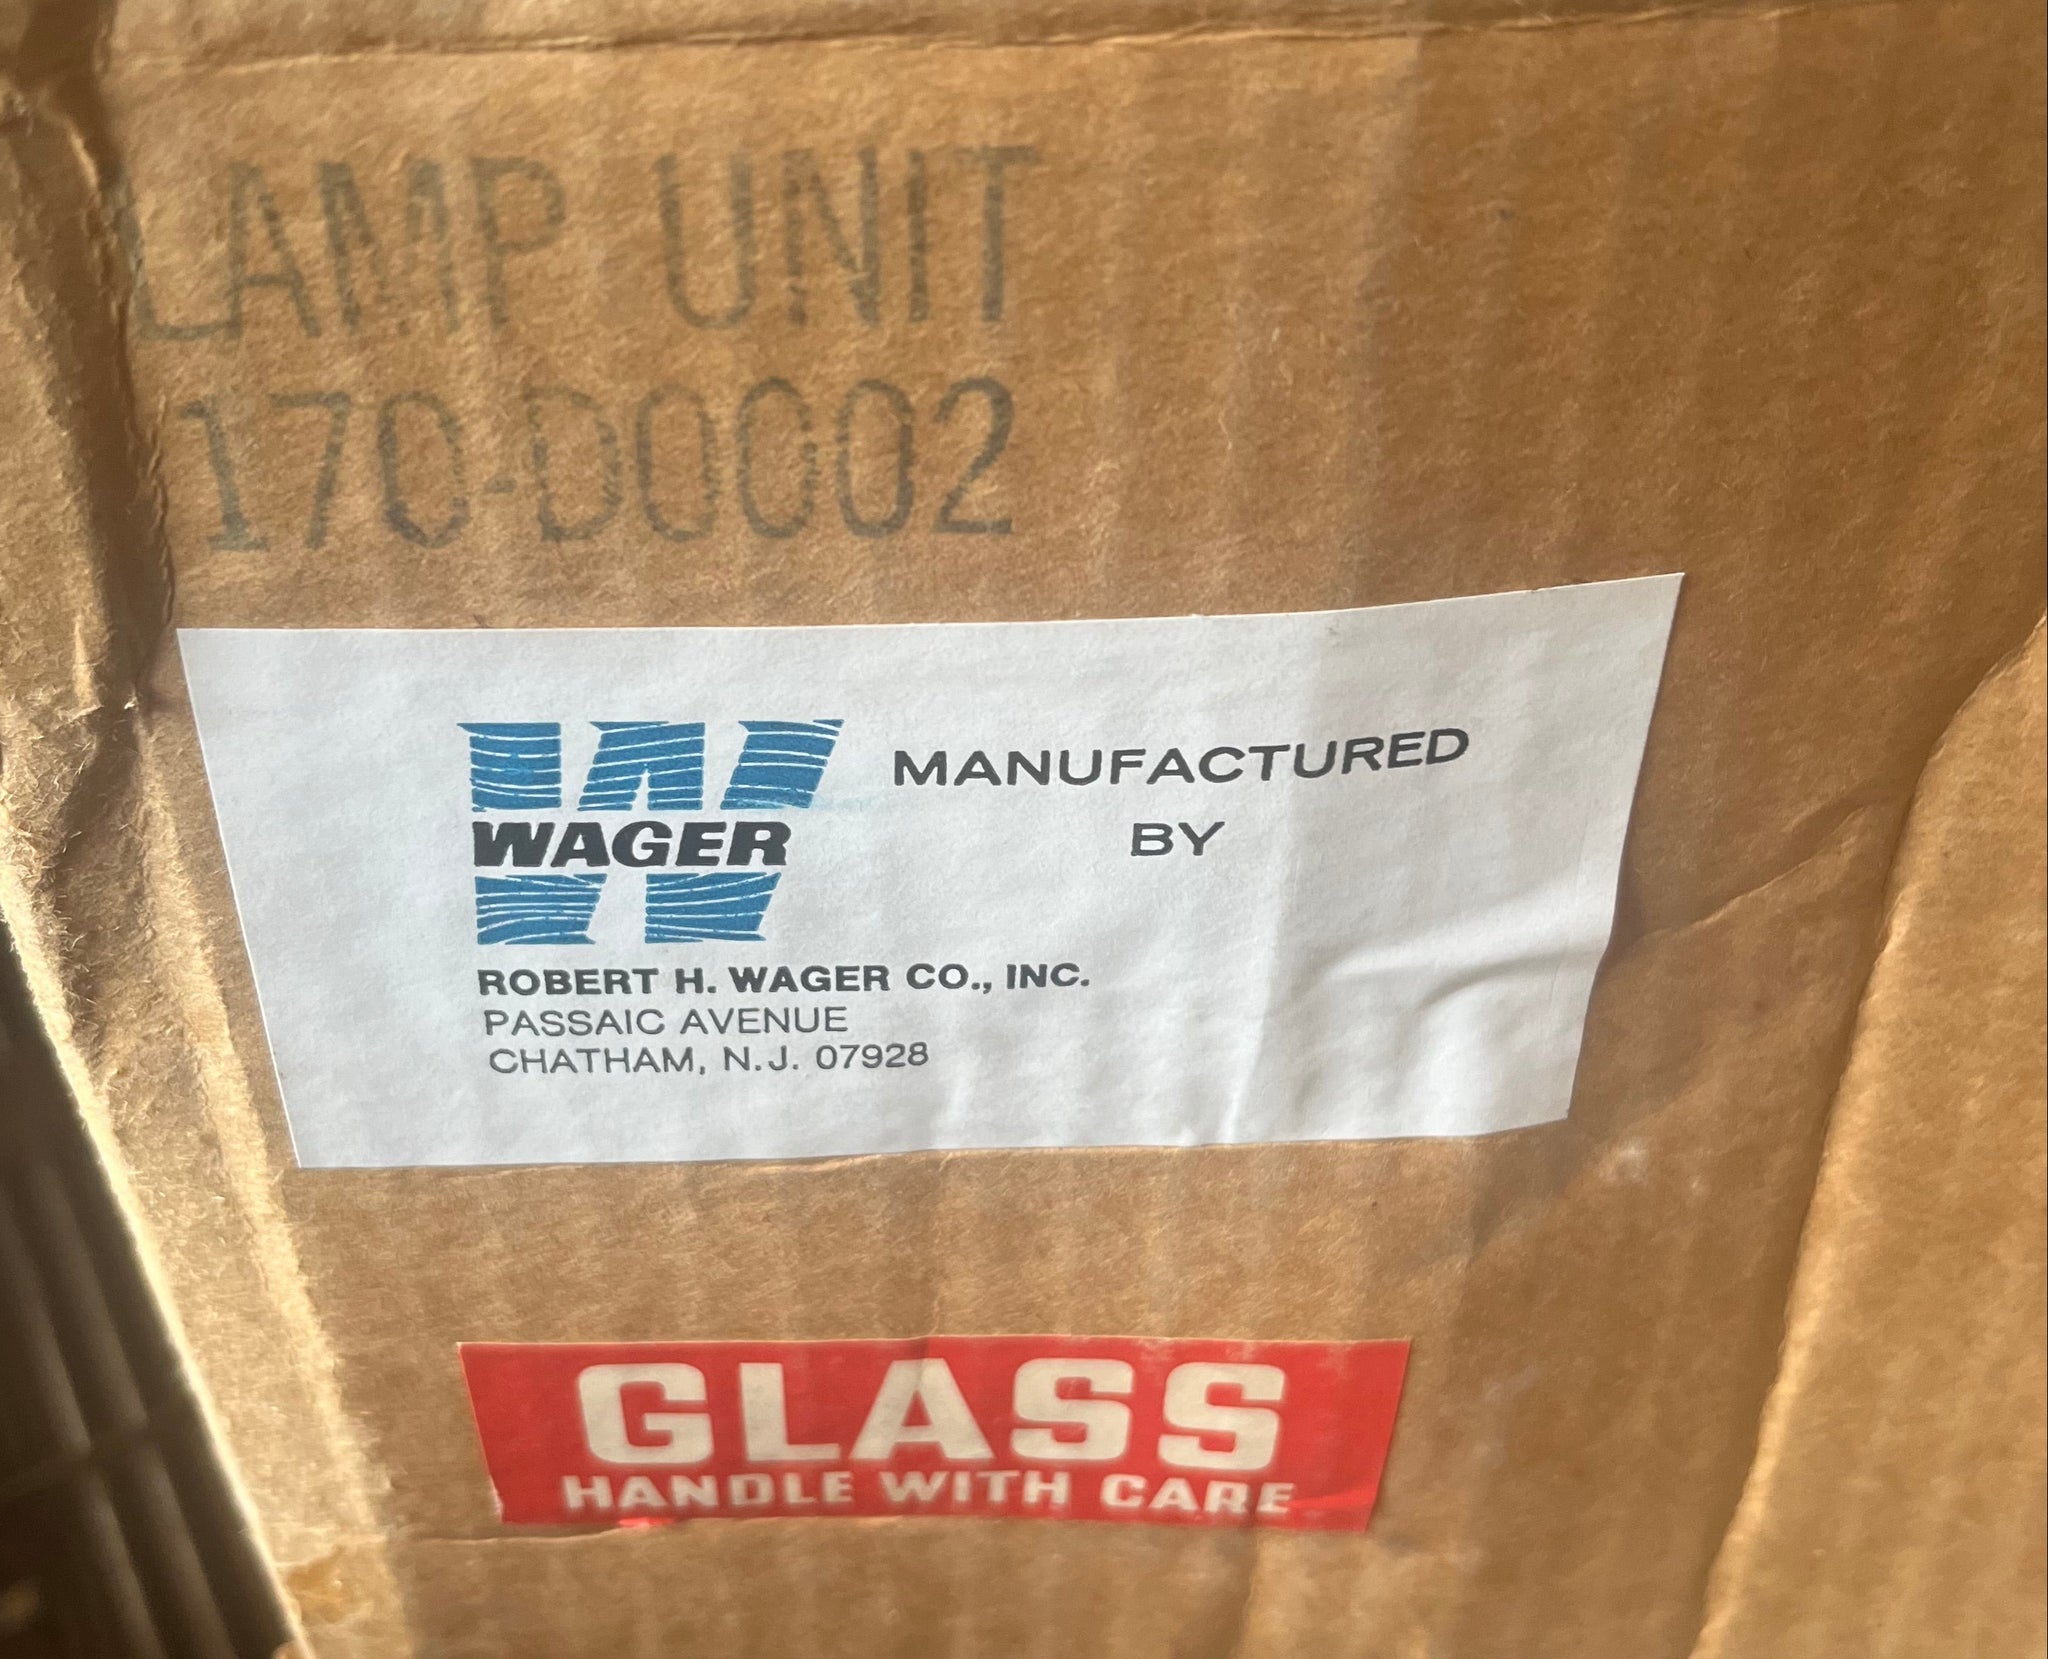 LAMP UNIT
170-D0002
WAGER
MANUFACTURED
BY
ROBERT H. WAGER CO., INC.
PASSAIC AVENUE
CHATHAM, N.J. 07928
GLASS
HANDLE WITH CARE